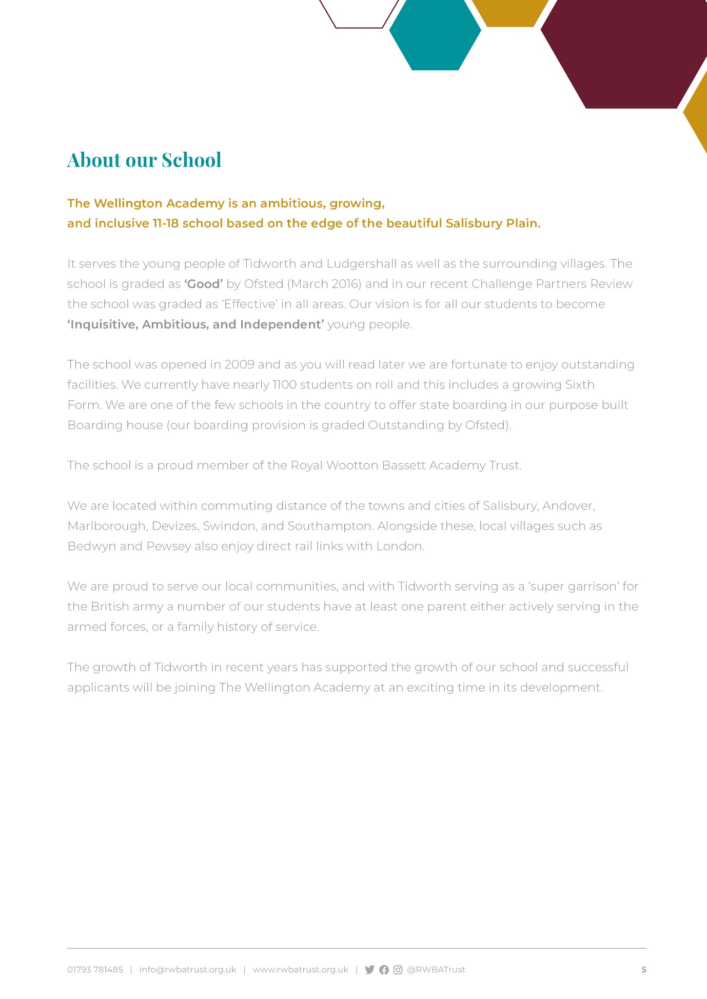 About our School
The Wellington Academy is an ambitious, growing,
and inclusive 11-18 school based on the edge of the beautiful Salisbury Plain.
It serves the young people of Tidworth and Ludgershall as well as the surrounding villages. The
school is graded as ‘Good’ by Ofsted (March 2016) and in our recent Challenge Partners Review
the school was graded as ‘Effective’ in all areas. Our vision is for all our students to become
‘Inquisitive, Ambitious, and Independent’ young people.
The school was opened in 2009 and as you will read later we are fortunate to enjoy outstanding
facilities. We currently have nearly 1100 students on roll and this includes a growing Sixth
Form. We are one of the few schools in the country to offer state boarding in our purpose built
Boarding house (our boarding provision is graded Outstanding by Ofsted).
The school is a proud member of the Royal Wootton Bassett Academy Trust.
We are located within commuting distance of the towns and cities of Salisbury, Andover,
Marlborough, Devizes, Swindon, and Southampton. Alongside these, local villages such as
Bedwyn and Pewsey also enjoy direct rail links with London.
We are proud to serve our local communities, and with Tidworth serving as a ‘super garrison’ for
the British army a number of our students have at least one parent either actively serving in the
armed forces, or a family history of service.
The growth of Tidworth in recent years has supported the growth of our school and successful
applicants will be joining The Wellington Academy at an exciting time in its development.
01793 781485 | info@rwbatrust.org.uk | www.rwbatrust.org.uk | @RWBATrust 5